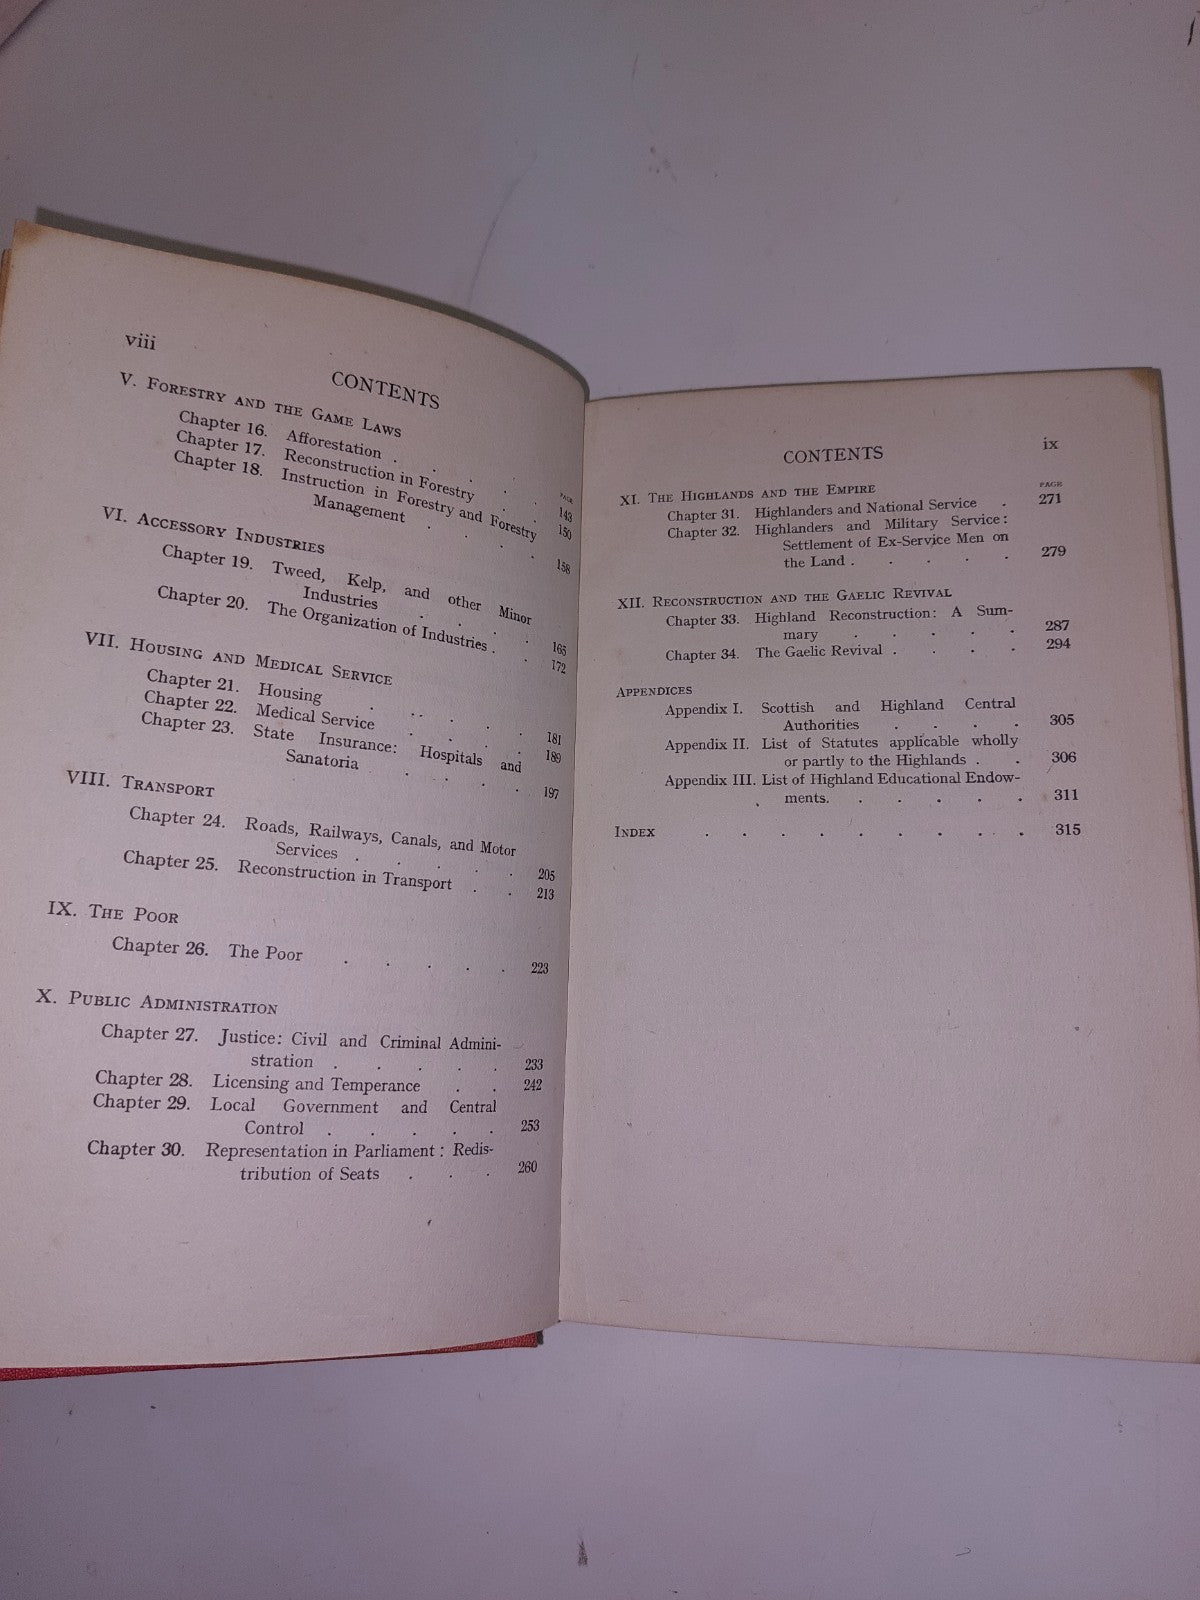 viii
CONTENTS
V. Forestry and the Game Laws
PAGE
Chapter 16. Afforestation . . . . 143
Chapter 17. Reconstruction in Forestry . . . 150
Chapter 18. Instruction in Forestry and Forestry
Management . . . . 158
VI. Accessory Industries
Chapter 19. Tweed, Kelp, and other Minor
Industries . . . . 165
Chapter 20. The Organization of Industries . . 172
VII. Housing and Medical Service
Chapter 21. Housing . . . . . 181
Chapter 22. Medical Service . . . . 189
Chapter 23. State Insurance: Hospitals and
Sanatoria . . . . 197
VIII. Transport
Chapter 24. Roads, Railways, Canals, and Motor
Services . . . . . 205
Chapter 25. Reconstruction in Transport . . 213
IX. The Poor
Chapter 26. The Poor . . . . . 223
X. Public Administration
Chapter 27. Justice: Civil and Criminal Admini-
stration . . . . . 233
Chapter 28. Licensing and Temperance . . 242
Chapter 29. Local Government and Central
Control . . . . . 253
Chapter 30. Representation in Parliament: Redis-
tribution of Seats . . . 260
CONTENTS ix
PAGE
XI. The Highlands and the Empire
Chapter 31. Highlanders and National Service . 271
Chapter 32. Highlanders and Military Service:
Settlement of Ex-Service Men on
the Land . . . . . 279
XII. Reconstruction and the Gaelic Revival
Chapter 33. Highland Reconstruction: A Sum-
mary . . . . . 287
Chapter 34. The Gaelic Revival . . . . 294
Appendices
Appendix I. Scottish and Highland Central
Authorities . . . . 305
Appendix II. List of Statutes applicable wholly
or partly to the Highlands . . 306
Appendix III. List of Highland Educational Endow-
ments. . . . . . 311
Index . . . . . . . . . 315